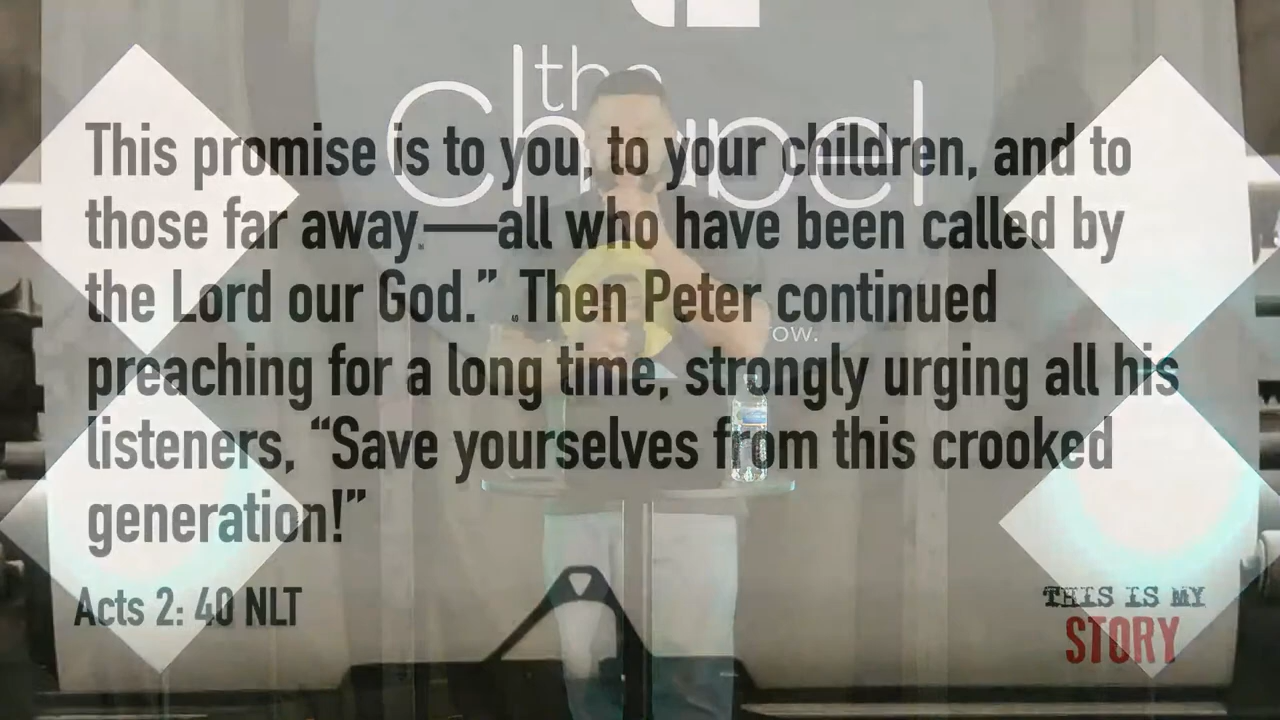 the
Chapel
This promise is to you, to your children, and to
those far away—all who have been called by
the Lord our God.” Then Peter continued
preaching for a long time, strongly urging all his
listeners, “Save yourselves from this crooked
generation!”
Acts 2: 40 NLT
THIS IS MY
STORY